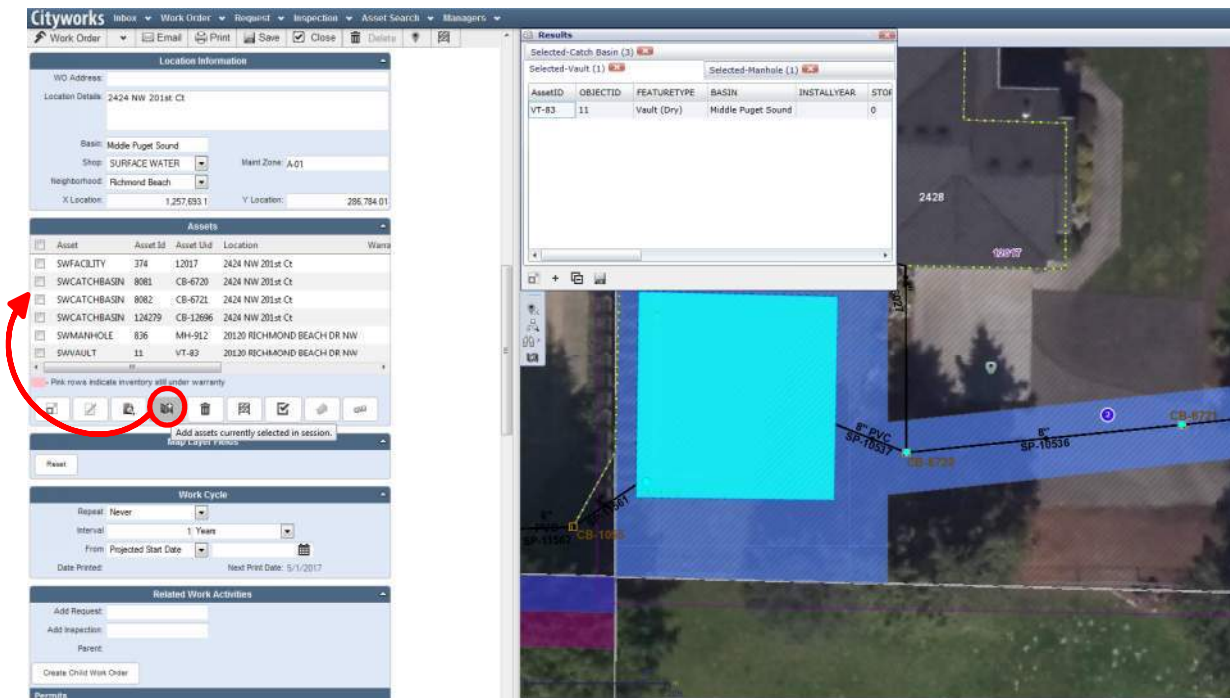 Cityworks Inbox Work Order Request Inspection Asset Search Managers
Work Order Email Print Save Close Delete
Location Information
WO Address:
Location Details: 2424 NW 201st Ct
Basin: Middle Puget Sound
Shop: SURFACE WATER Maint Zone: A-01
Neighborhood: Richmond Beach
X Location: 1,257,693.1 Y Location: 286,784.01
Assets
Asset Asset Id Asset Uid Location Warra
SWFACILITY 374 12017 2424 NW 201st Ct
SWCATCHBASIN 8081 CB-6720 2424 NW 201st Ct
SWCATCHBASIN 8082 CB-6721 2424 NW 201st Ct
SWCATCHBASIN 124279 CB-12696 2424 NW 201st Ct
SWMANHOLE 836 MH-912 20120 RICHMOND BEACH DR NW
SWVAULT 11 VT-83 20120 RICHMOND BEACH DR NW
- Pink rows indicate inventory still under warranty
Add assets currently selected in session.
Map Layer Fields
Reset
Work Cycle
Repeat: Never
Interval: 1 Years
From: Projected Start Date
Date Printed: Next Print Date: 5/1/2017
Related Work Activities
Add Request:
Add Inspection:
Parent:
Create Child Work Order
Permits
Results
Selected-Catch Basin (3)
Selected-Vault (1) Selected-Manhole (1)
AssetID OBJECTID FEATURETYPE BASIN INSTALLYEAR STOR
VT-83 11 Vault (Dry) Middle Puget Sound 0
2428
12017
2
CB-6721
8"
SP-10536
8" PVC
SP-10537
CB-6720